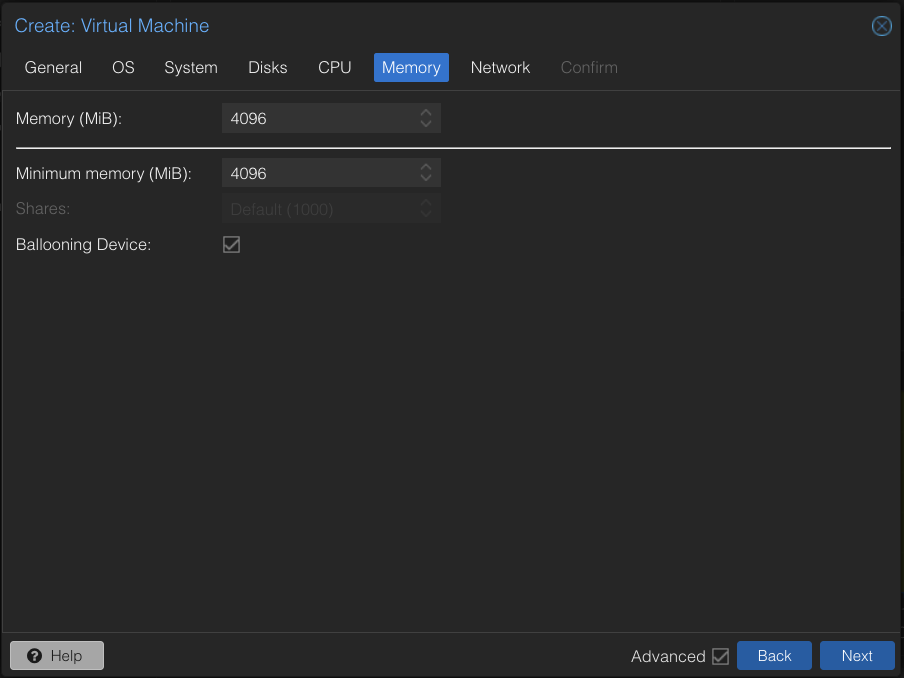 Create: Virtual Machine
General OS System Disks CPU Memory Network Confirm
Memory (MiB): 4096
Minimum memory (MiB): 4096
Shares: Default (1000)
Ballooning Device:
Help Advanced Back Next